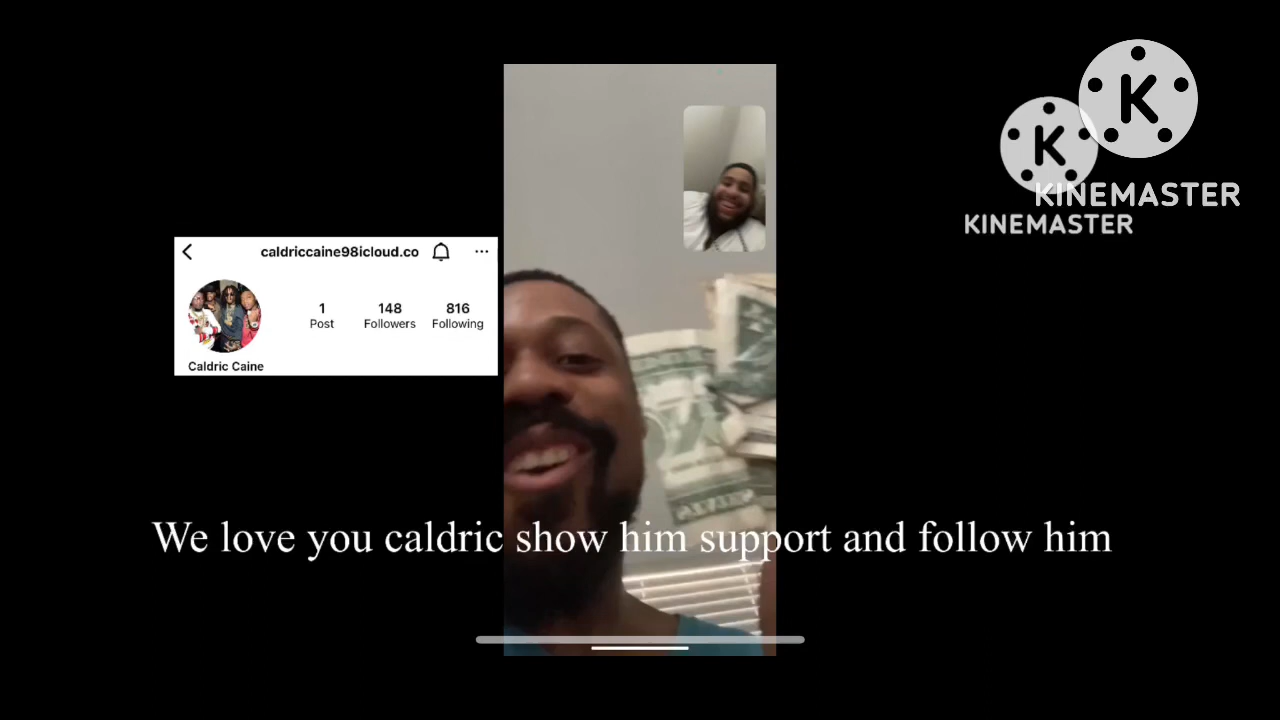 K
K
KINEMASTER
KINEMASTER
caldriccaine98icloud.co
1 148 816
Post Followers Following
Caldric Caine
We love you caldric show him support and follow him